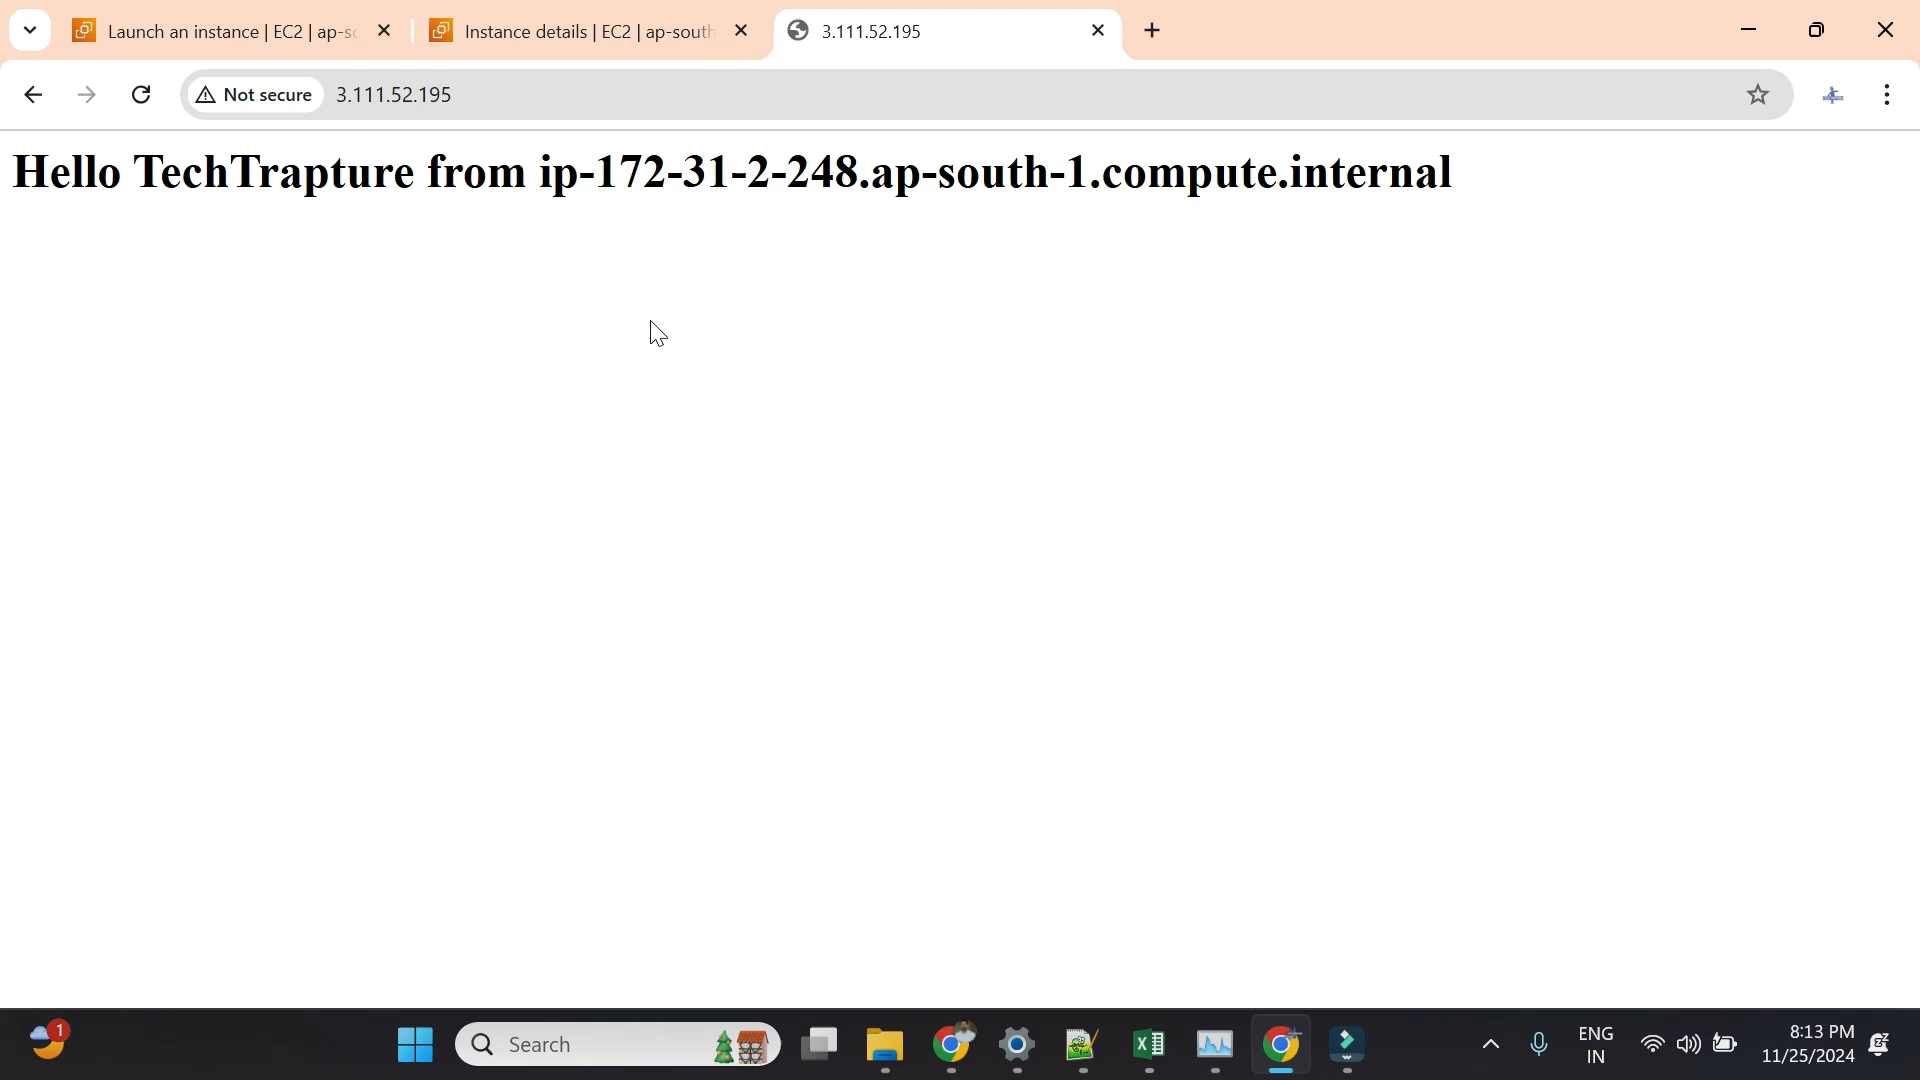 Launch an instance | EC2 | ap-so
Instance details | EC2 | ap-south
3.111.52.195
Not secure
3.111.52.195
Hello TechTrapture from ip-172-31-2-248.ap-south-1.compute.internal
1
Search
ENG
IN
8:13 PM
11/25/2024